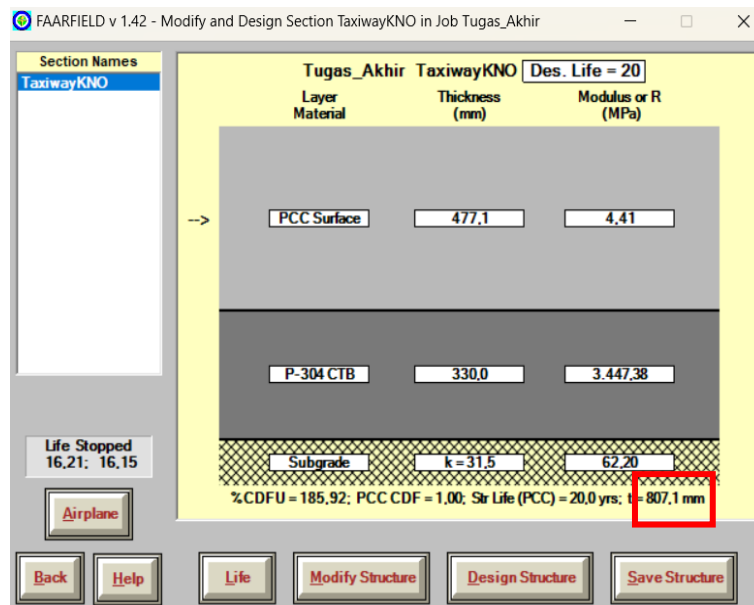 FAARFIELD v 1.42 - Modify and Design Section TaxiwayKNO in Job Tugas_Akhir
Section Names
TaxiwayKNO
Tugas_Akhir TaxiwayKNO Des. Life = 20
Layer Material Thickness (mm) Modulus or R (MPa)
--> PCC Surface 477,1 4,41
P-304 CTB 330,0 3.447,38
Subgrade k = 31,5 62,20
%CDFU = 185,92; PCC CDF = 1,00; Str Life (PCC) = 20,0 yrs; t = 807,1 mm
Life Stopped
16,21; 16,15
Airplane
Back Help Life Modify Structure Design Structure Save Structure